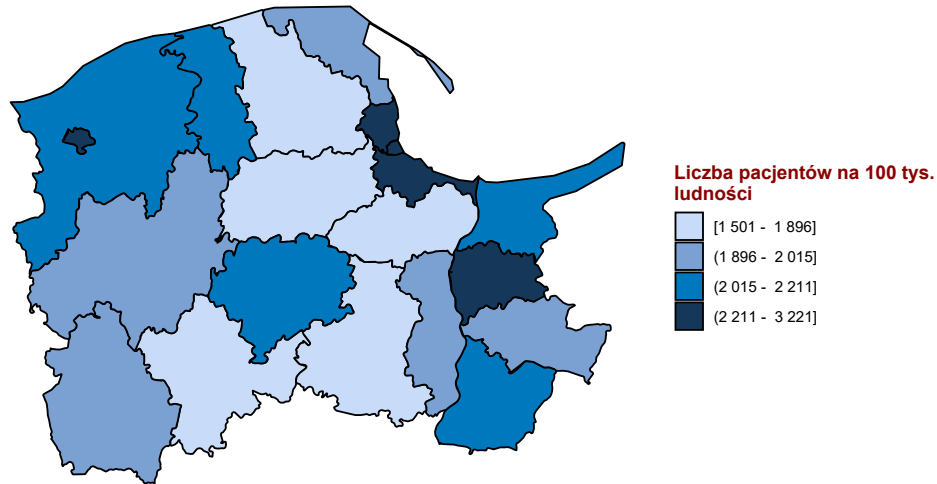 Liczba pacjentów na 100 tys.
ludności
[1 501 - 1 896]
(1 896 - 2 015]
(2 015 - 2 211]
(2 211 - 3 221]